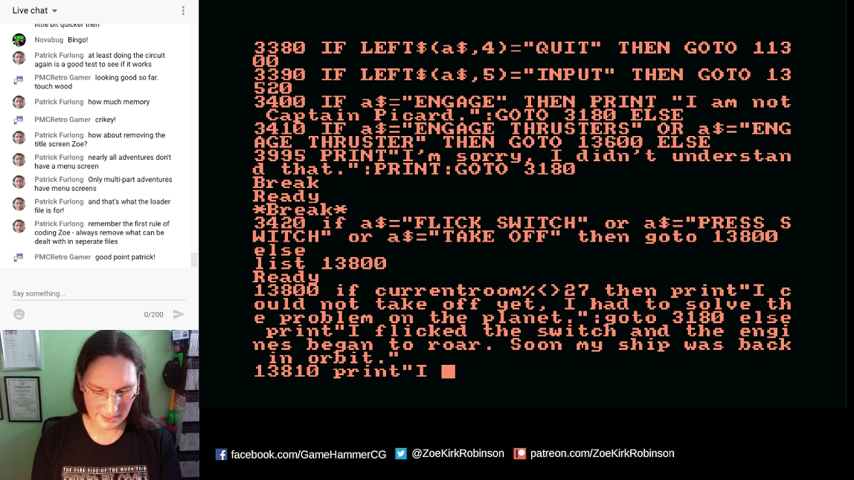 Live chat
little bit quicker then
Novabug Bingo!
Patrick Furlong at least doing the circuit
again is a good test to see if it works
PMCRetro Gamer looking good so far.
touch wood
Patrick Furlong how much memory
PMCRetro Gamer crikey!
Patrick Furlong how about removing the
title screen Zoe?
Patrick Furlong nearly all adventures don't
have a menu screen
Patrick Furlong Only multi-part adventures
have menu screens
Patrick Furlong and that's what the loader
file is for!
Patrick Furlong remember the first rule of
coding Zoe - always remove what can be
dealt with in seperate files
PMCRetro Gamer good point patrick!
Say something...
0/200
3380 IF LEFT$(a$,4)="QUIT" THEN GOTO 113
00
3390 IF LEFT$(a$,5)="INPUT" THEN GOTO 13
520
3400 IF a$="ENGAGE" THEN PRINT "I am not
Captain Picard.":GOTO 3180 ELSE
3410 IF a$="ENGAGE THRUSTERS" OR a$="ENG
AGE THRUSTER" THEN GOTO 13600 ELSE
3995 PRINT"I'm sorry, I didn't understan
d that.":PRINT:GOTO 3180
Break
Ready
*Break*
3420 if a$="FLICK SWITCH" or a$="PRESS S
WITCH" or a$="TAKE OFF" then goto 13800
else
list 13800
Ready
13800 if currentroom%<>27 then print"I c
ould not take off yet, I had to solve th
e problem on the planet.":goto 3180 else
print"I flicked the switch and the engi
nes began to roar. Soon my ship was back
in orbit."
13810 print"I
facebook.com/GameHammerCG
@ZoeKirkRobinson
patreon.com/ZoeKirkRobinson